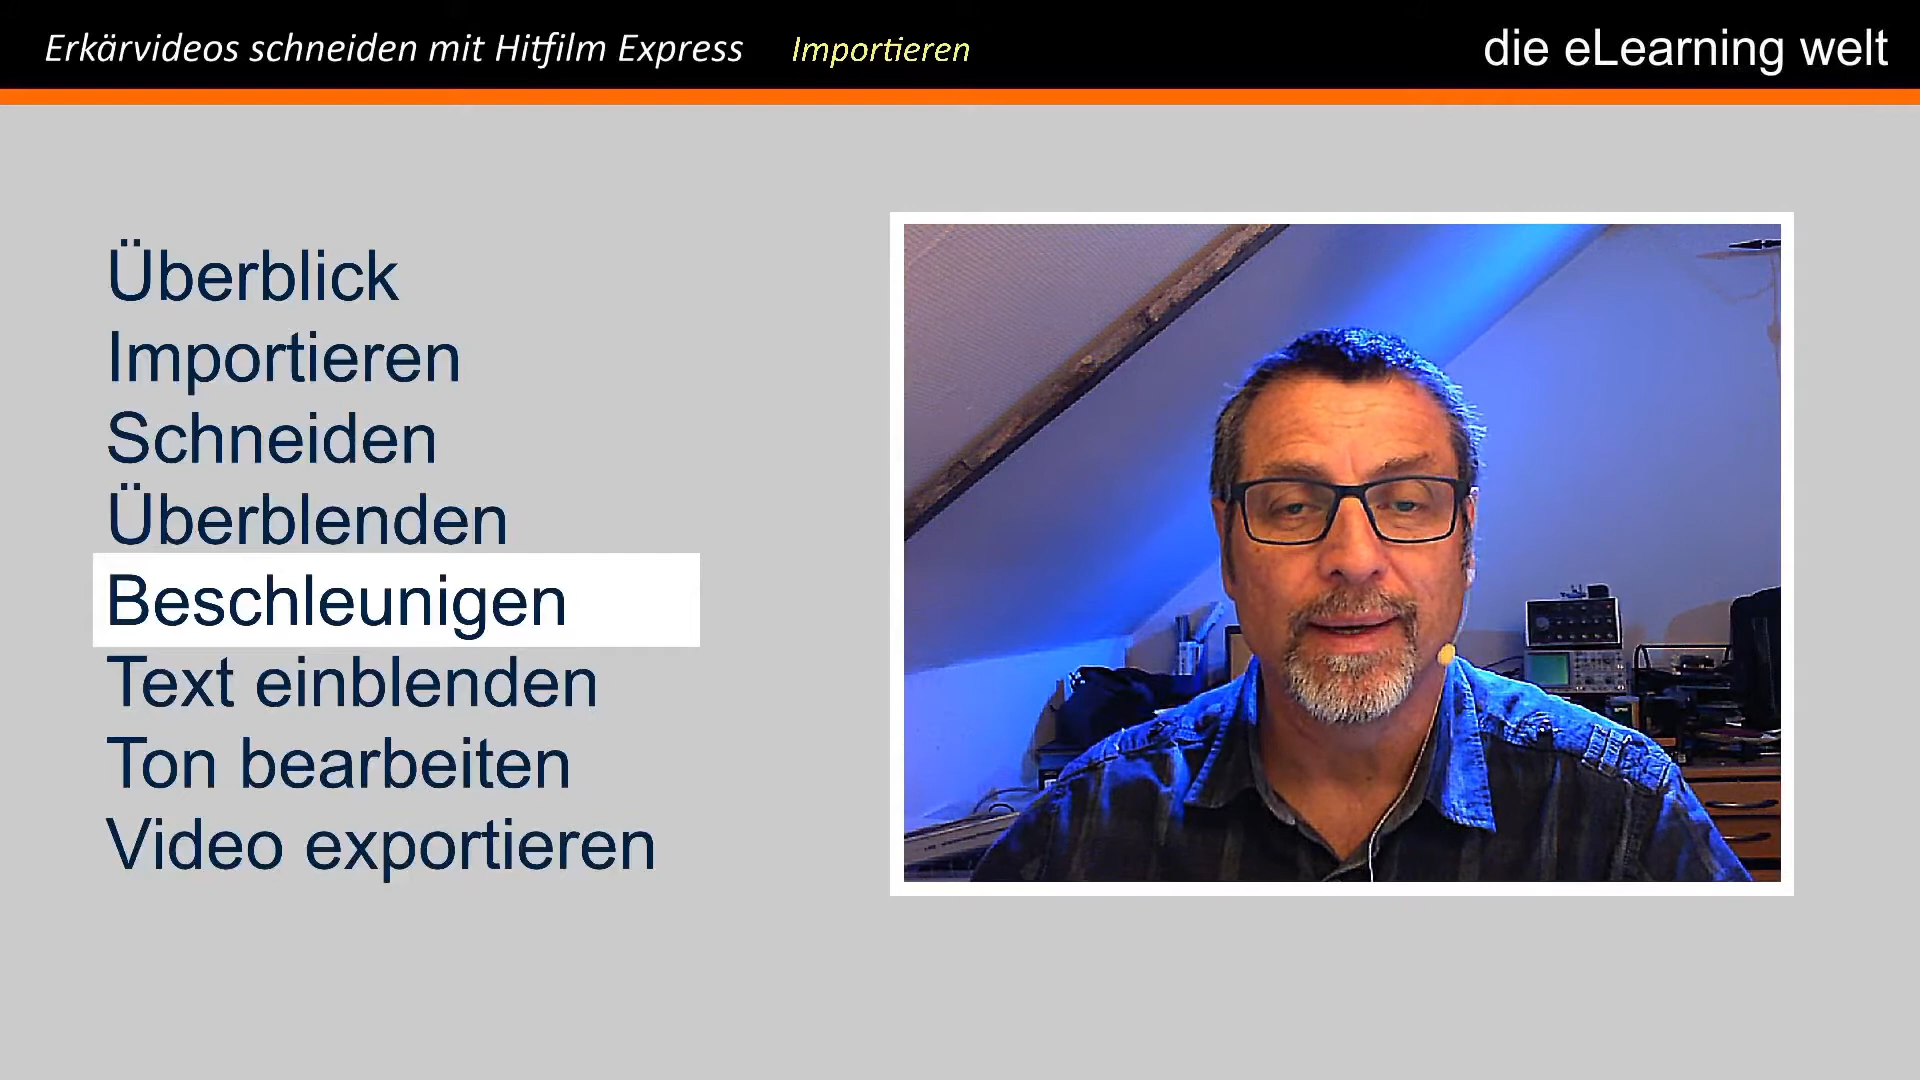 Erkärvideos schneiden mit Hitfilm Express Importieren die eLearning welt
Überblick
Importieren
Schneiden
Überblenden
Beschleunigen
Text einblenden
Ton bearbeiten
Video exportieren